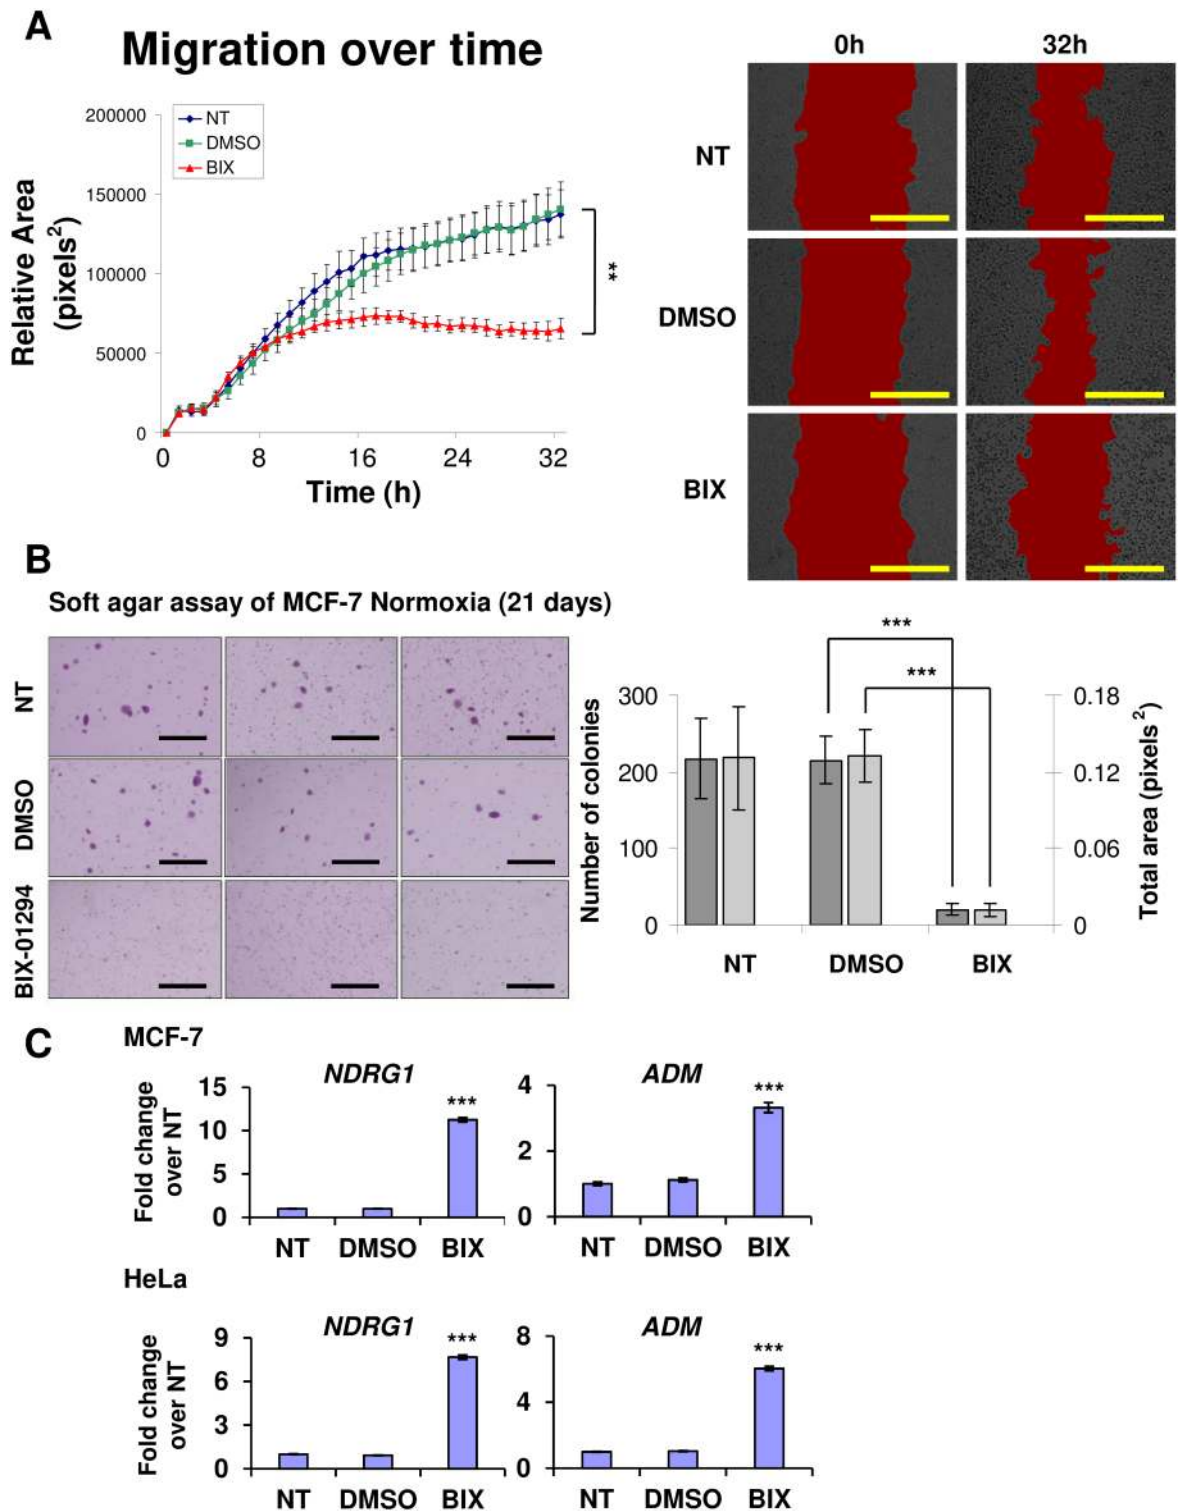 A
Migration over time
0h 32h
200000
150000
100000
50000
0
NT
DMSO
BIX
Relative Area
(pixels²)
0 8 16 24 32
Time (h)
**
NT
DMSO
BIX
B
Soft agar assay of MCF-7 Normoxia (21 days)
NT
DMSO
BIX-01294
***
***
Number of colonies
300
200
100
0
0.18
0.12
0.06
0
Total area (pixels ²)
NT DMSO BIX
C
MCF-7
NDRG1
Fold change
over NT
15
10
5
0
***
NT DMSO BIX
ADM
4
2
0
***
NT DMSO BIX
HeLa
NDRG1
Fold change
over NT
9
6
3
0
***
NT DMSO BIX
ADM
8
4
0
***
NT DMSO BIX